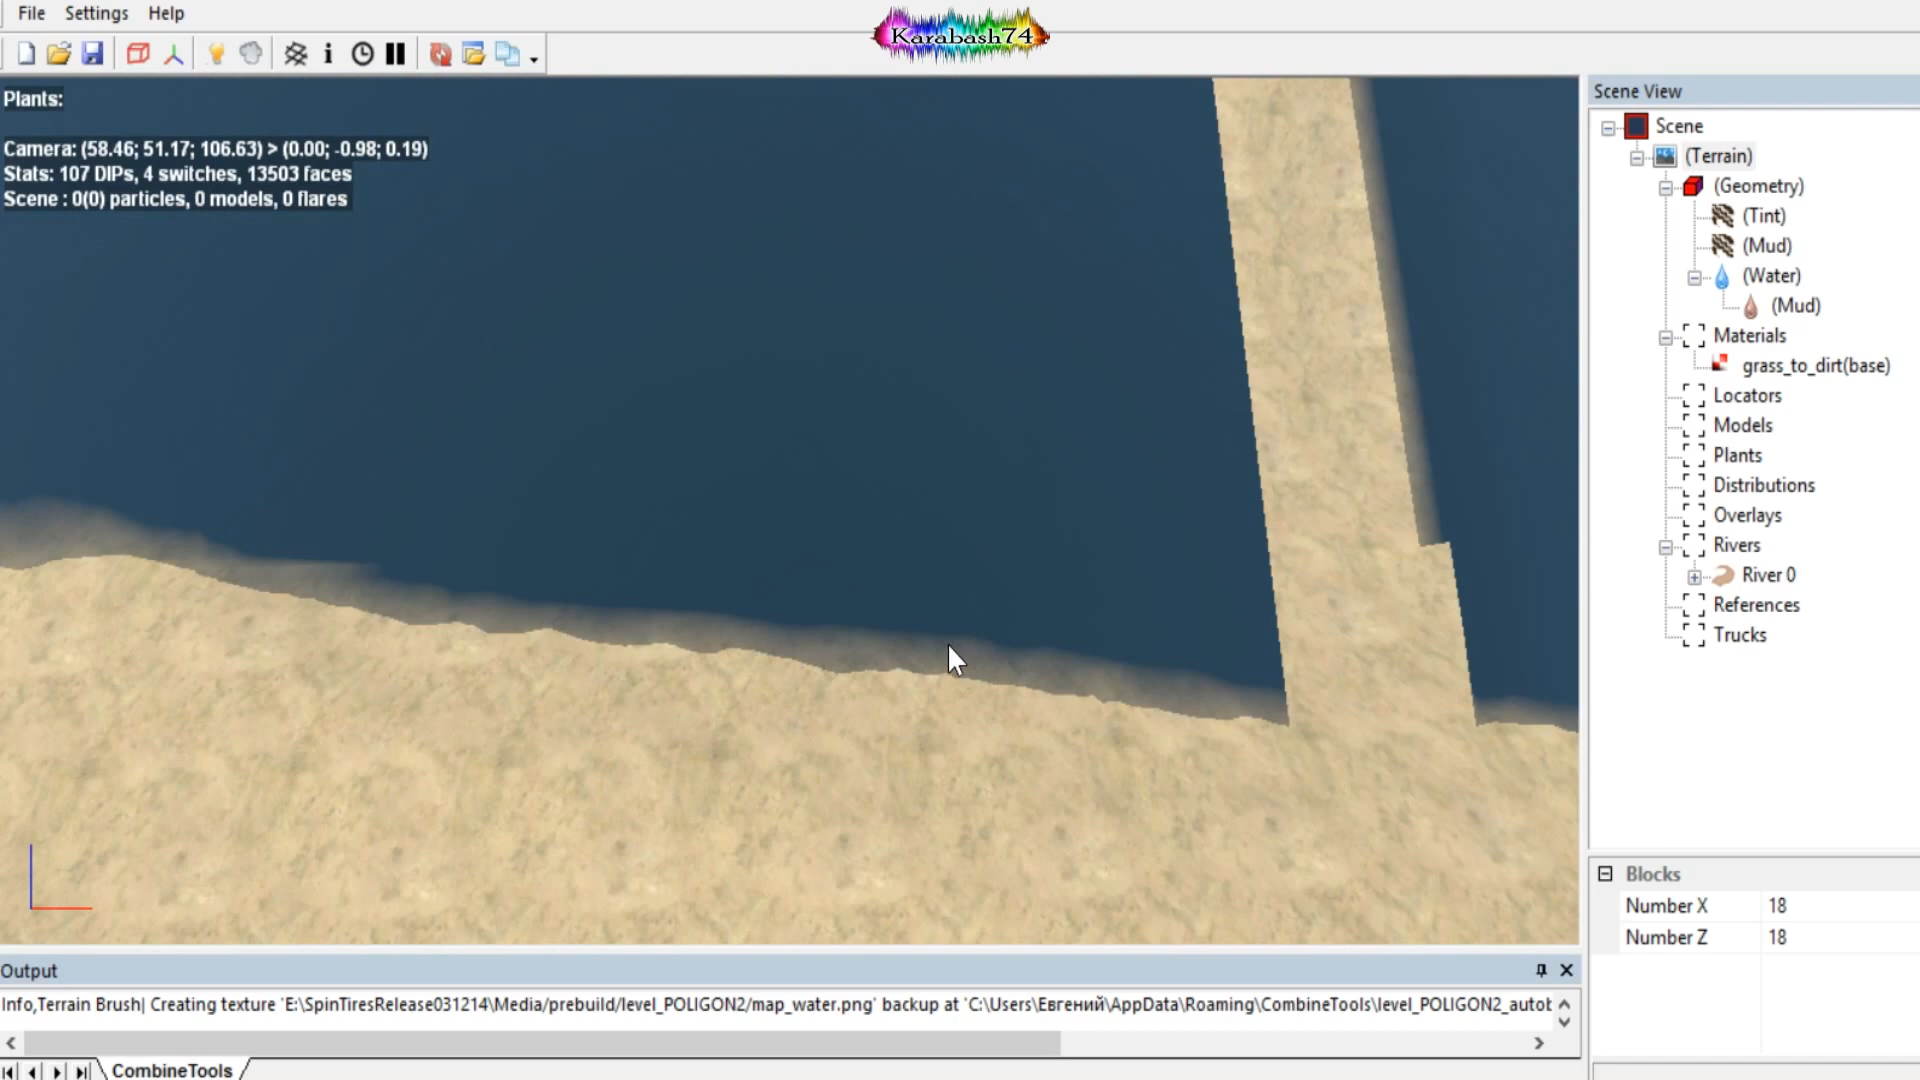 File Settings Help
Karabash74
Plants:
Camera: (58.46; 51.17; 106.63) > (0.00; -0.98; 0.19)
Stats: 107 DIPs, 4 switches, 13503 faces
Scene : 0(0) particles, 0 models, 0 flares
Scene View
Scene
(Terrain)
(Geometry)
(Tint)
(Mud)
(Water)
(Mud)
Materials
grass_to_dirt(base)
Locators
Models
Plants
Distributions
Overlays
Rivers
River 0
References
Trucks
Blocks
Number X 18
Number Z 18
Output
Info,Terrain Brush| Creating texture 'E:\SpinTiresRelease031214\Media/prebuild/level_POLIGON2/map_water.png' backup at 'C:\Users\Евгений\AppData\Roaming\CombineTools\level_POLIGON2_autob
CombineTools